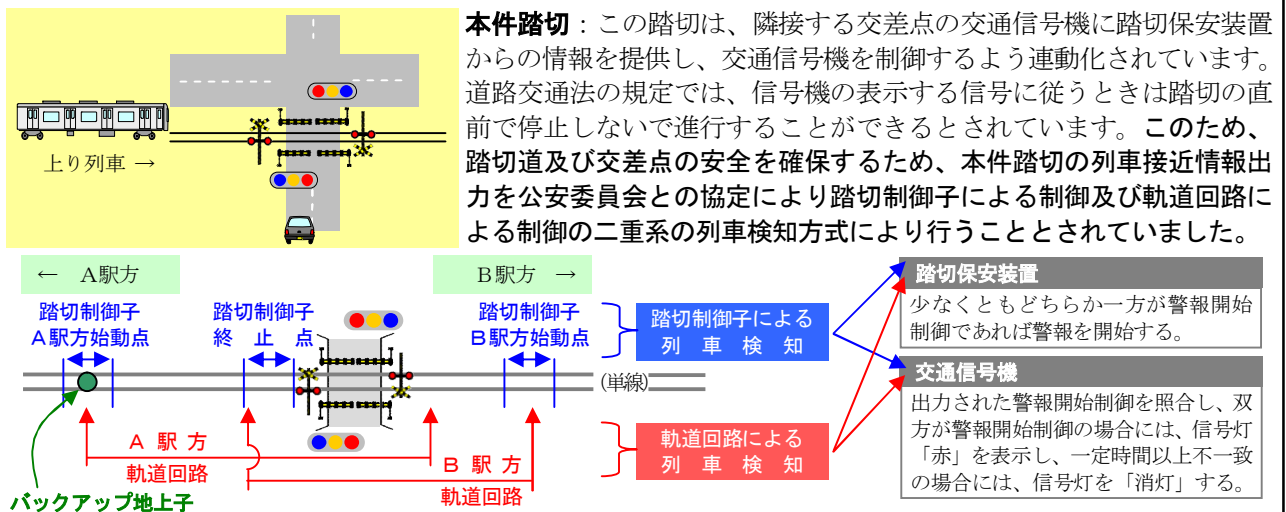 本件踏切：この踏切は、隣接する交差点の交通信号機に踏切保安装置
からの情報を提供し、交通信号機を制御するよう連動化されています。
道路交通法の規定では、信号機の表示する信号に従うときは踏切の直
前で停止しないで進行することができるとされています。このため、
踏切道及び交差点の安全を確保するため、本件踏切の列車接近情報出
力を公安委員会との協定により踏切制御子による制御及び軌道回路に
よる制御の二重系の列車検知方式により行うこととされていました。
上り列車 →
← A駅方
B駅方 →
踏切制御子
A駅方始動点
踏切制御子
終止点
踏切制御子
B駅方始動点
(単線)
A駅方
軌道回路
B駅方
軌道回路
バックアップ地上子
踏切制御子による
列車検知
軌道回路による
列車検知
踏切保安装置
少なくともどちらか一方が警報開始
制御であれば警報を開始する。
交通信号機
出力された警報開始制御を照合し、双
方が警報開始制御の場合には、信号灯
「赤」を表示し、一定時間以上不一致
の場合には、信号灯を「消灯」する。